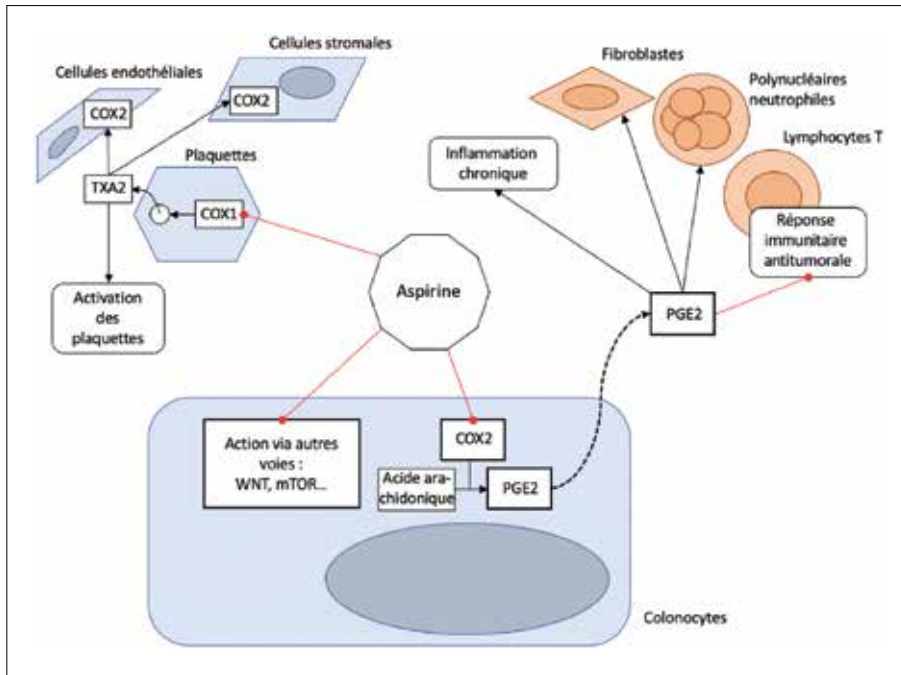 Cellules stromales
Cellules endothéliales
COX2
COX2
Plaquettes
TXA2
COX1
Activation
des
plaquettes
Fibroblastes
Polynucléaires
neutrophiles
Lymphocytes T
Inflammation
chronique
Réponse
immunitaire
antitumorale
Aspirine
PGE2
Action via autres
voies :
WNT, mTOR...
COX2
Acide ara-
chidonique
PGE2
Colonocytes